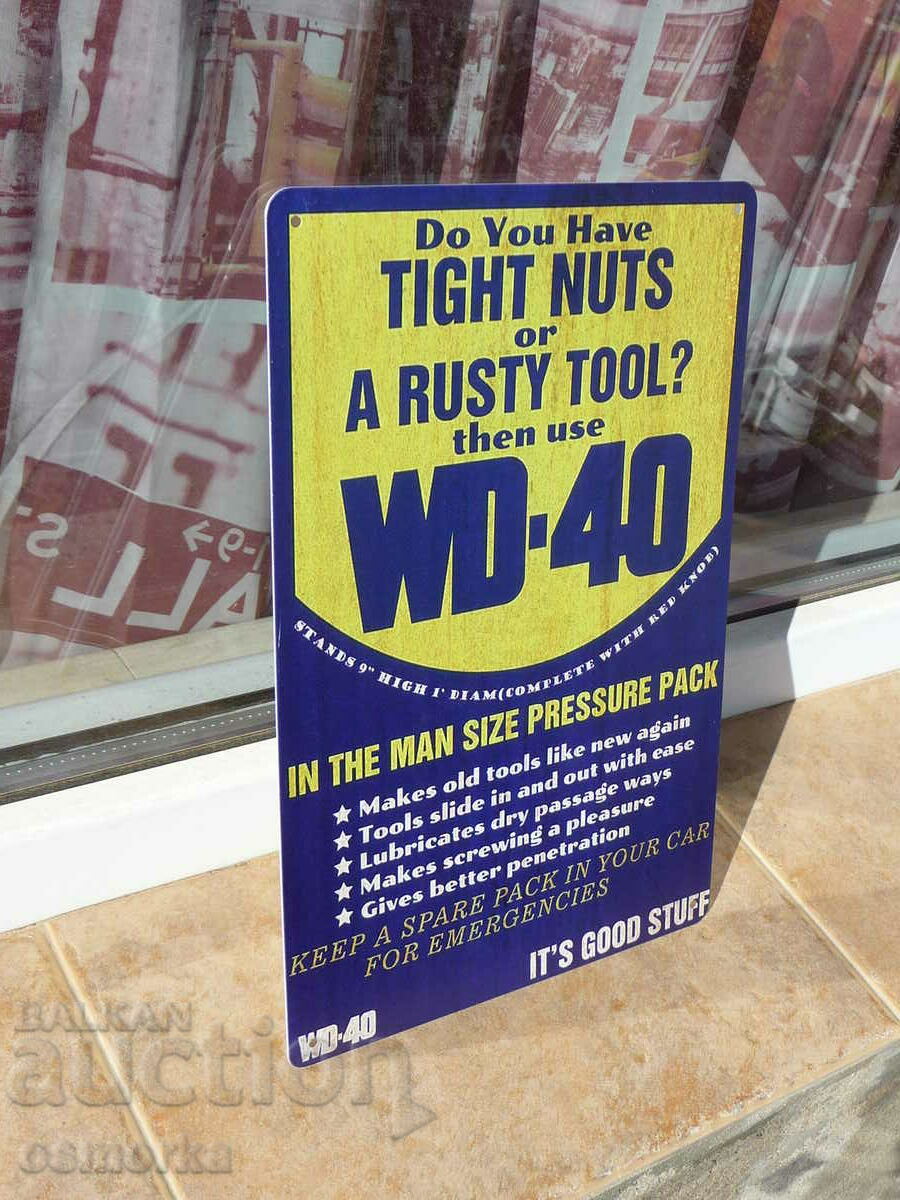 Do You Have
TIGHT NUTS
or
A RUSTY TOOL?
then use
WD-40
STANDS 9" HIGH 1' DIAM(COMPLETE WITH RED KNOB)
IN THE MAN SIZE PRESSURE PACK
★ Makes old tools like new again
★ Tools slide in and out with ease
★ Lubricates dry passage ways
★ Makes screwing a pleasure
★ Gives better penetration
KEEP A SPARE PACK IN YOUR CAR
FOR EMERGENCIES
IT'S GOOD STUFF
WD-40
BALKAN
auction
osmorka